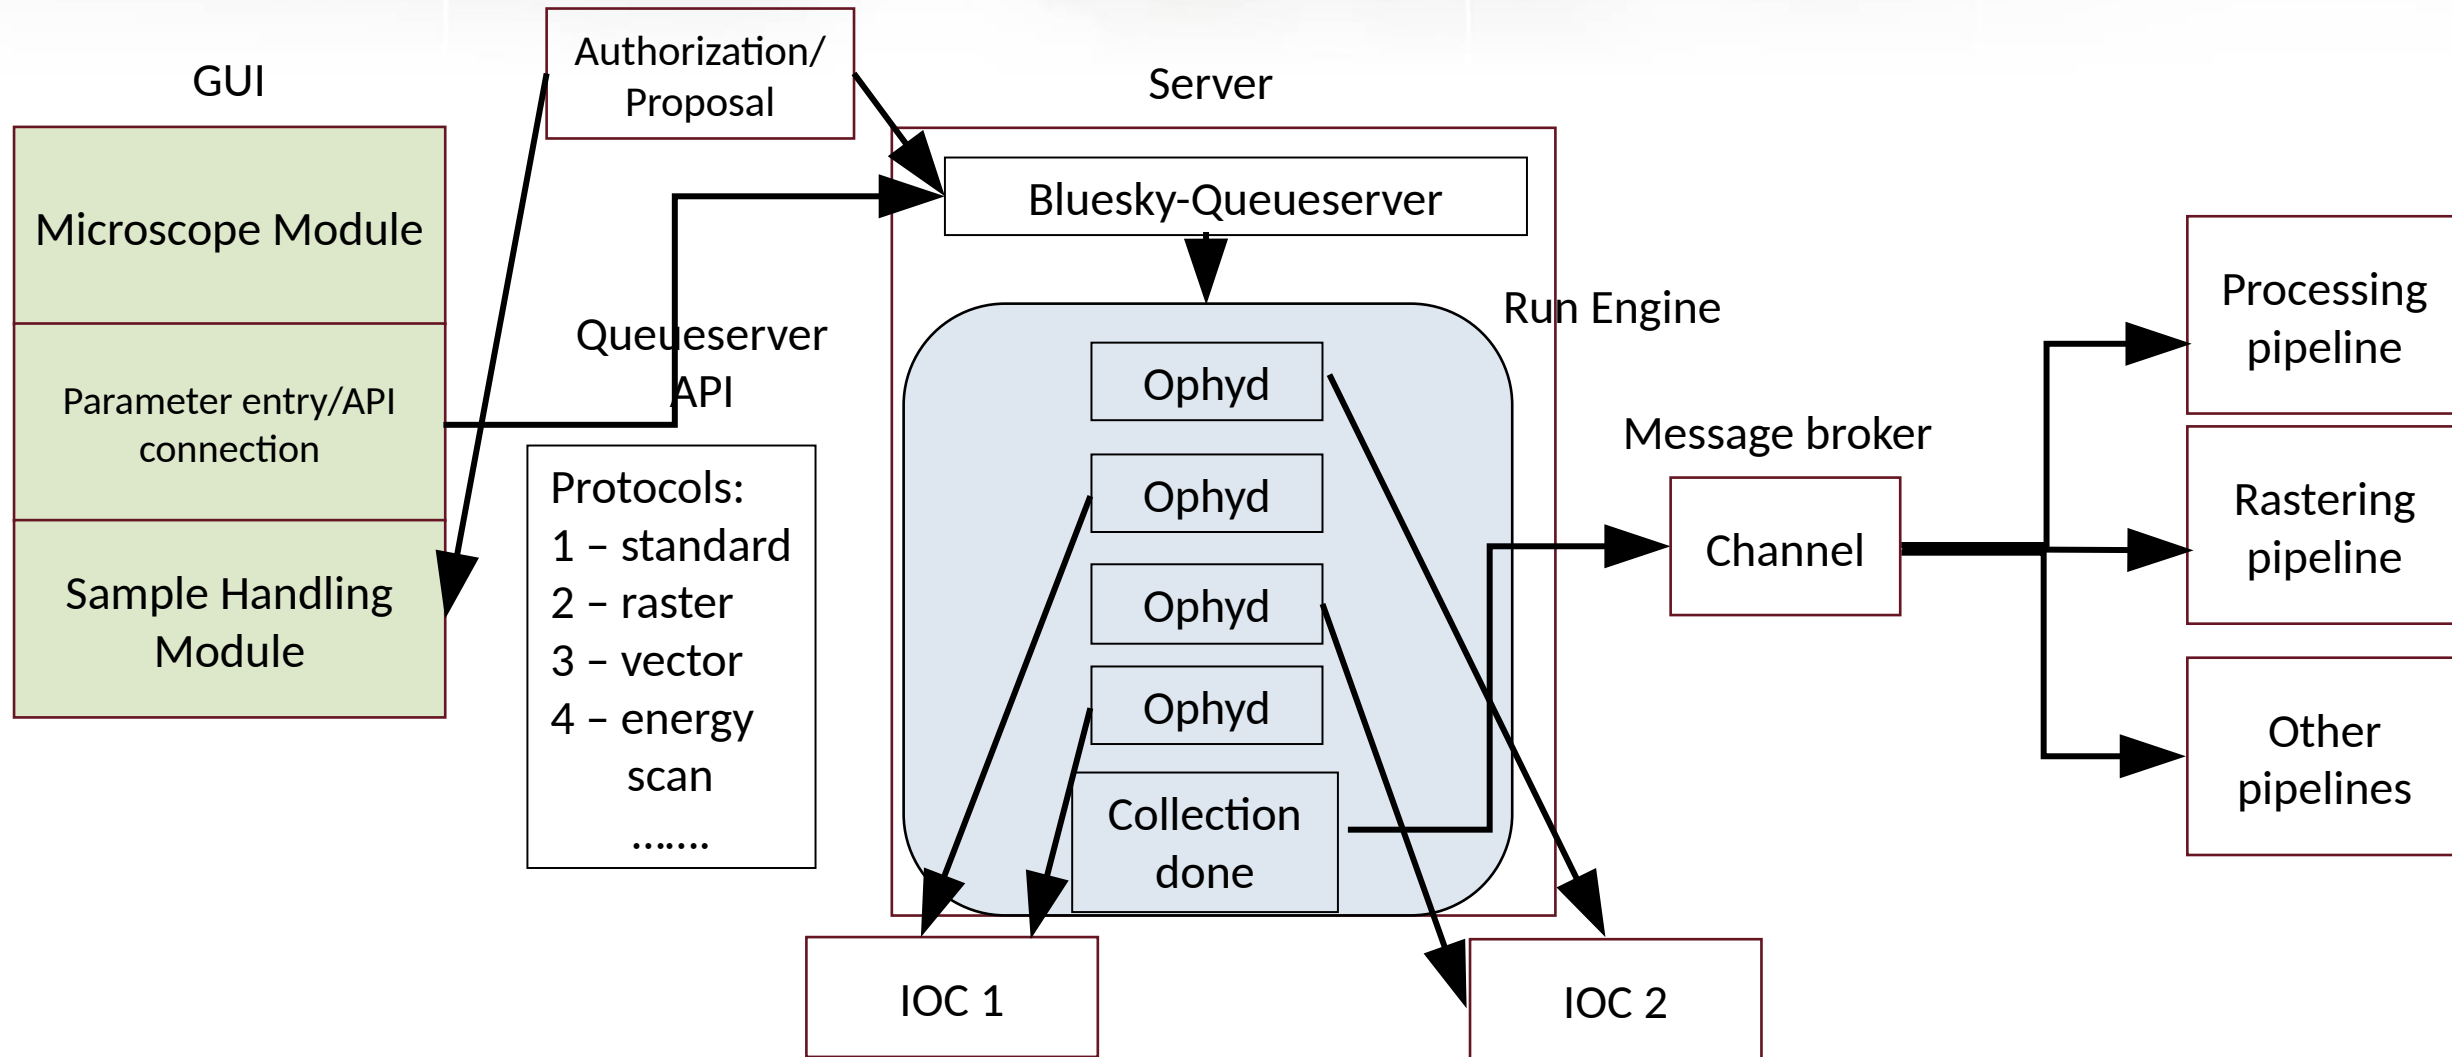 GUI
Microscope Module
Parameter entry/API
connection
Sample Handling
Module
Authorization/
Proposal
Queueserver
API
Protocols:
1 – standard
2 – raster
3 – vector
4 – energy
scan
…….
Server
Bluesky-Queueserver
Run Engine
Ophyd
Ophyd
Ophyd
Ophyd
Collection
done
IOC 1
IOC 2
Message broker
Channel
Processing
pipeline
Rastering
pipeline
Other
pipelines